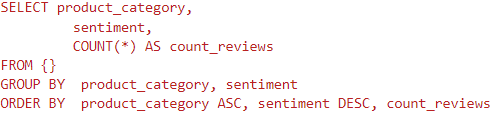 SELECT product_category,
sentiment,
COUNT(*) AS count_reviews
FROM {}
GROUP BY  product_category, sentiment
ORDER BY  product_category ASC, sentiment DESC, count_reviews